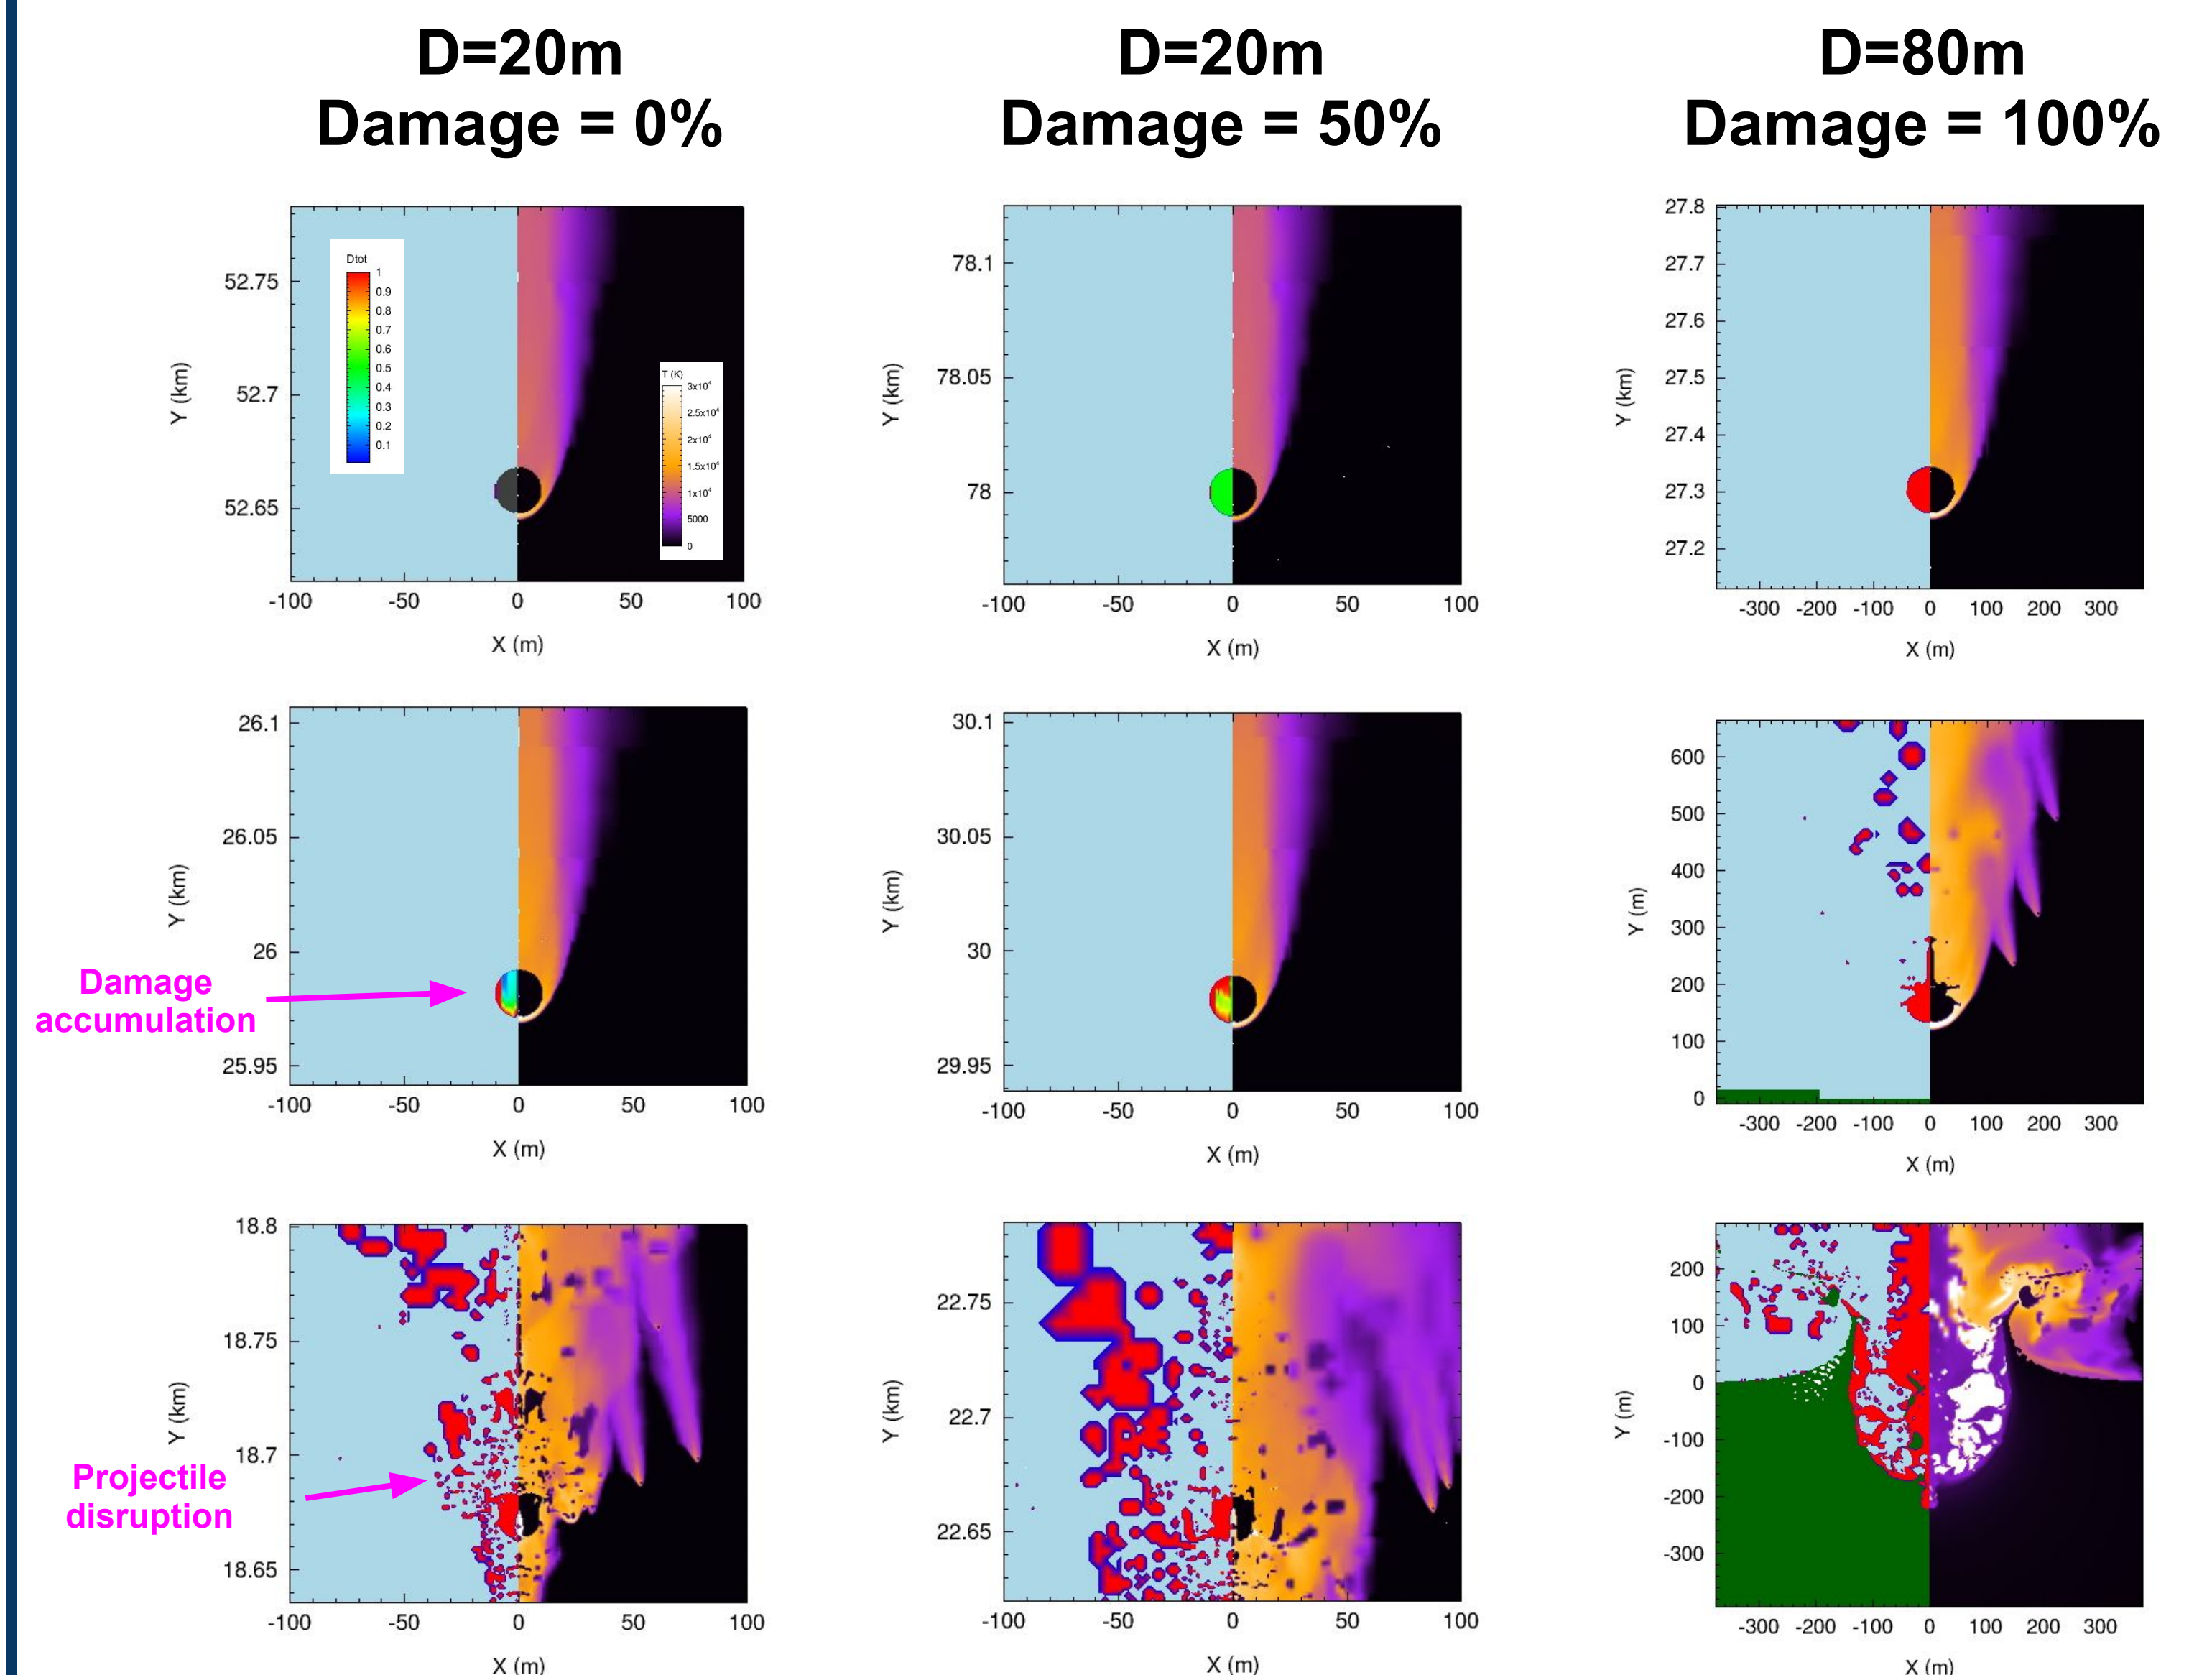 D=20m
Damage = 0%
D=20m
Damage = 50%
D=80m
Damage = 100%
Dtot
1
0.9
0.8
0.7
0.6
0.5
0.4
0.3
0.2
0.1
T (K)
3x10⁴
2.5x10⁴
2x10⁴
1.5x10⁴
1x10⁴
5000
0
52.75
52.7
52.65
Y (km)
-100 -50 0 50 100
X (m)
78.1
78.05
78
Y (km)
-100 -50 0 50 100
X (m)
27.8
27.7
27.6
27.5
27.4
27.3
27.2
Y (km)
-300 -200 -100 0 100 200 300
X (m)
Damage
accumulation
26.1
26.05
26
25.95
Y (km)
-100 -50 0 50 100
X (m)
30.1
30.05
30
29.95
Y (km)
-100 -50 0 50 100
X (m)
600
500
400
300
200
100
0
Y (m)
-300 -200 -100 0 100 200 300
X (m)
Projectile
disruption
18.8
18.75
18.7
18.65
Y (km)
-100 -50 0 50 100
X (m)
22.75
22.7
22.65
Y (km)
-100 -50 0 50 100
X (m)
200
100
0
-100
-200
-300
Y (m)
-300 -200 -100 0 100 200 300
X (m)